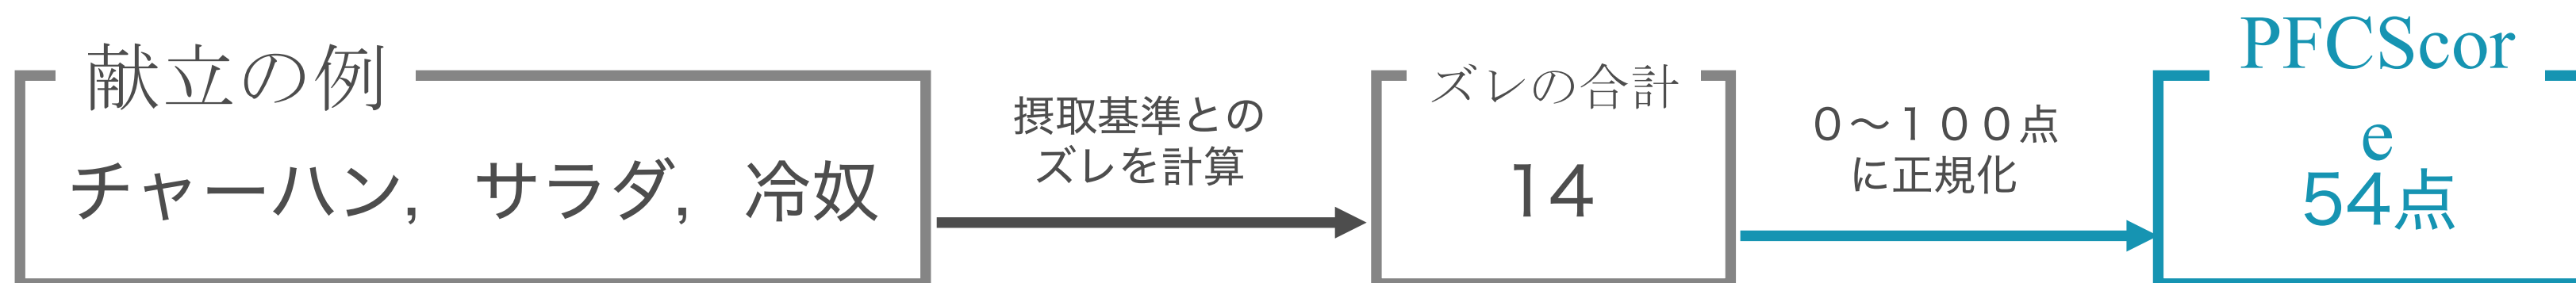 献立の例
チャーハン，サラダ，冷奴
摂取基準との
ズレを計算
ズレの合計
14
０〜１００点
に正規化
PFCScor
e
54点